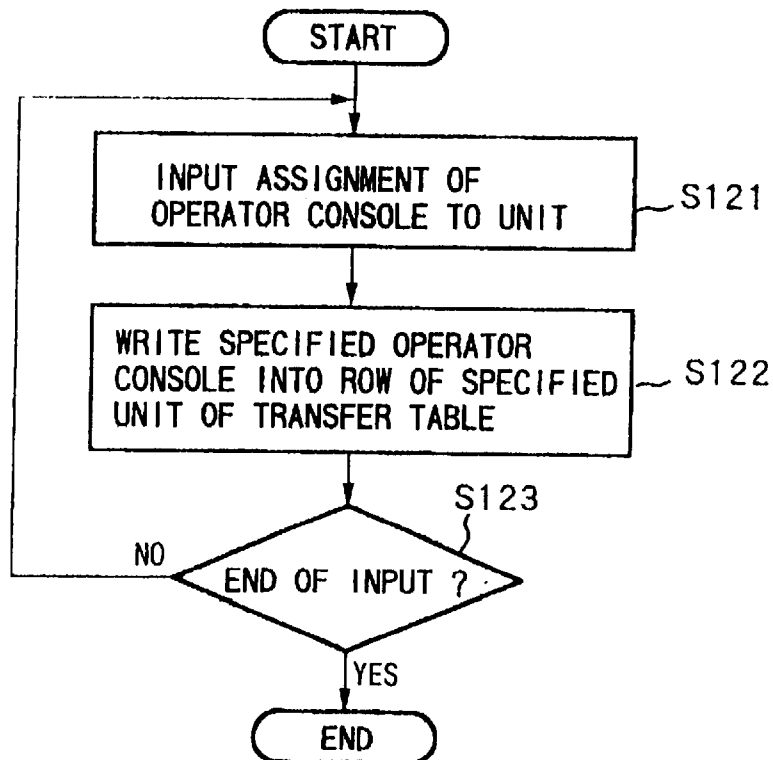 START
INPUT ASSIGNMENT OF
OPERATOR CONSOLE TO UNIT
S121
WRITE SPECIFIED OPERATOR
CONSOLE INTO ROW OF SPECIFIED
UNIT OF TRANSFER TABLE
S122
S123
NO
END OF INPUT ?
YES
END